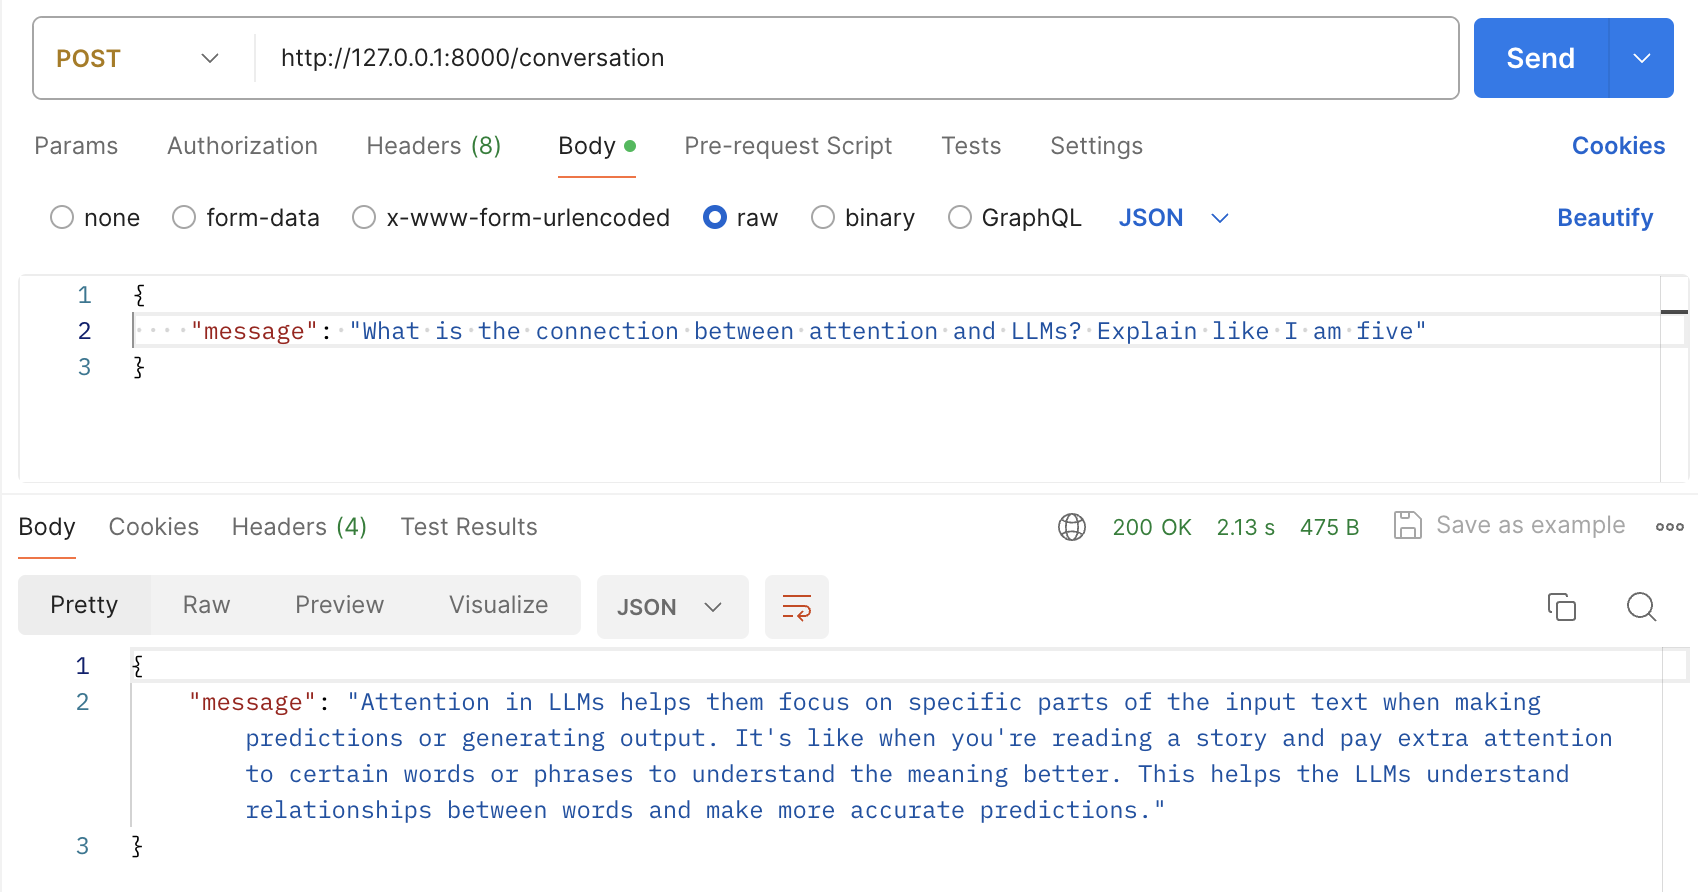 POST http://127.0.0.1:8000/conversation Send
Params Authorization Headers (8) Body Pre-request Script Tests Settings Cookies
none form-data x-www-form-urlencoded raw binary GraphQL JSON Beautify
1 {
2 "message": "What is the connection between attention and LLMs? Explain like I am five"
3 }
Body Cookies Headers (4) Test Results 200 OK 2.13 s 475 B Save as example
Pretty Raw Preview Visualize JSON
1 {
2 "message": "Attention in LLMs helps them focus on specific parts of the input text when making
predictions or generating output. It's like when you're reading a story and pay extra attention
to certain words or phrases to understand the meaning better. This helps the LLMs understand
relationships between words and make more accurate predictions."
3 }